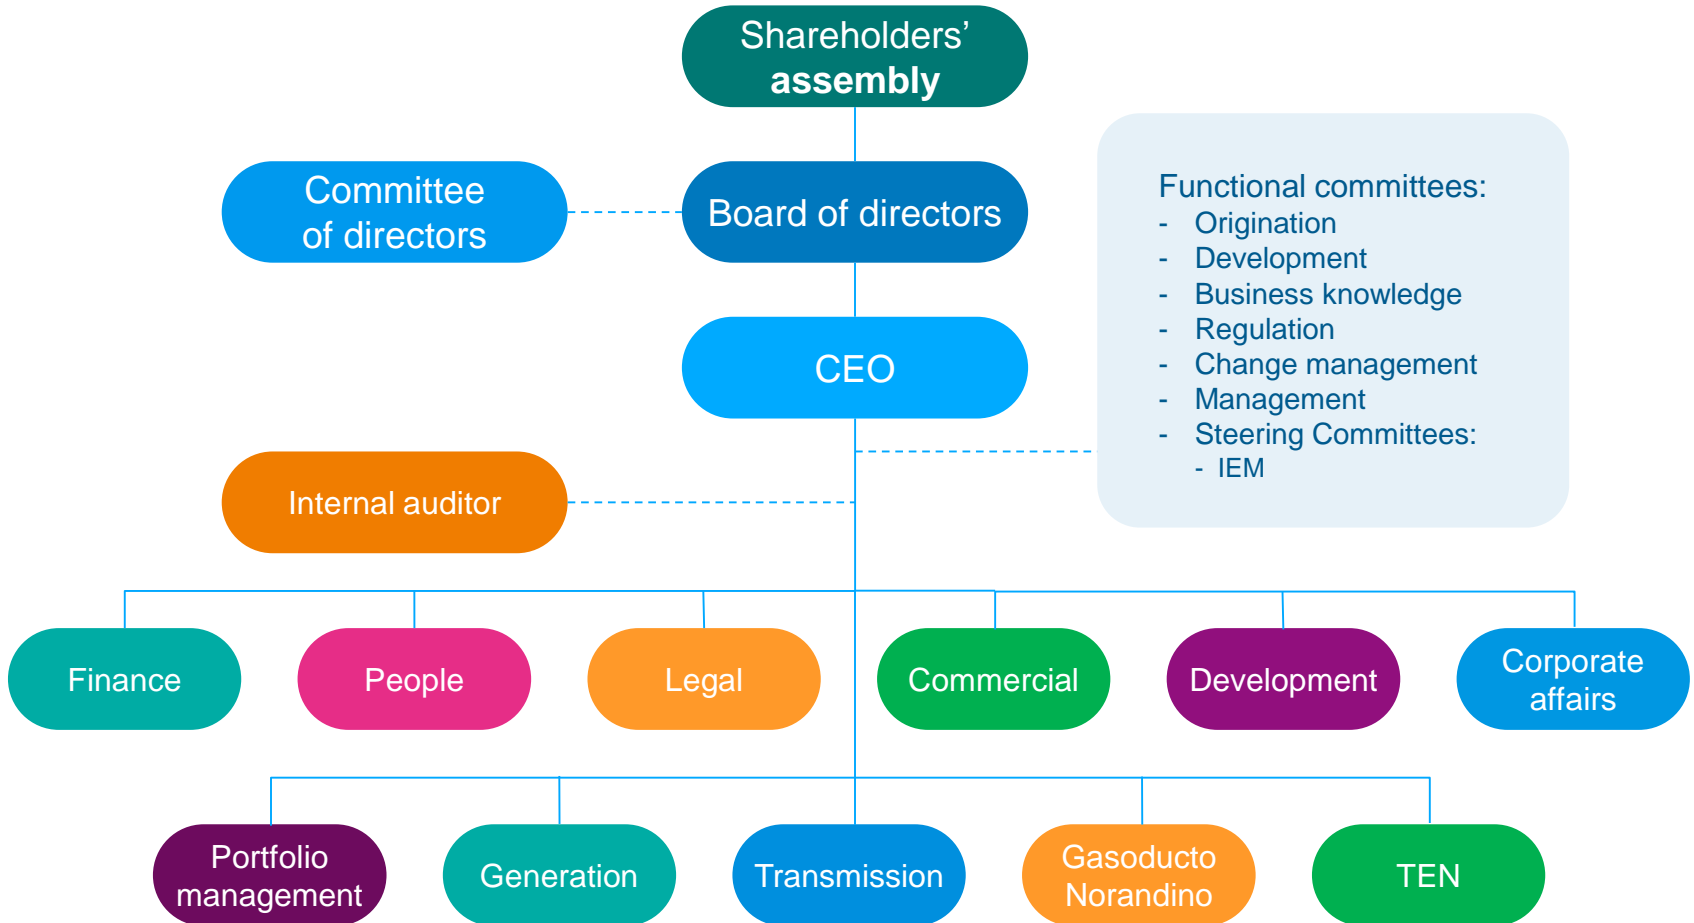 Shareholders’
assembly
Committee
of directors
Board of directors
Functional committees:
- Origination
- Development
- Business knowledge
- Regulation
- Change management
- Management
- Steering Committees:
- IEM
CEO
Internal auditor
Finance
People
Legal
Commercial
Development
Corporate
affairs
Portfolio
management
Generation
Transmission
Gasoducto
Norandino
TEN